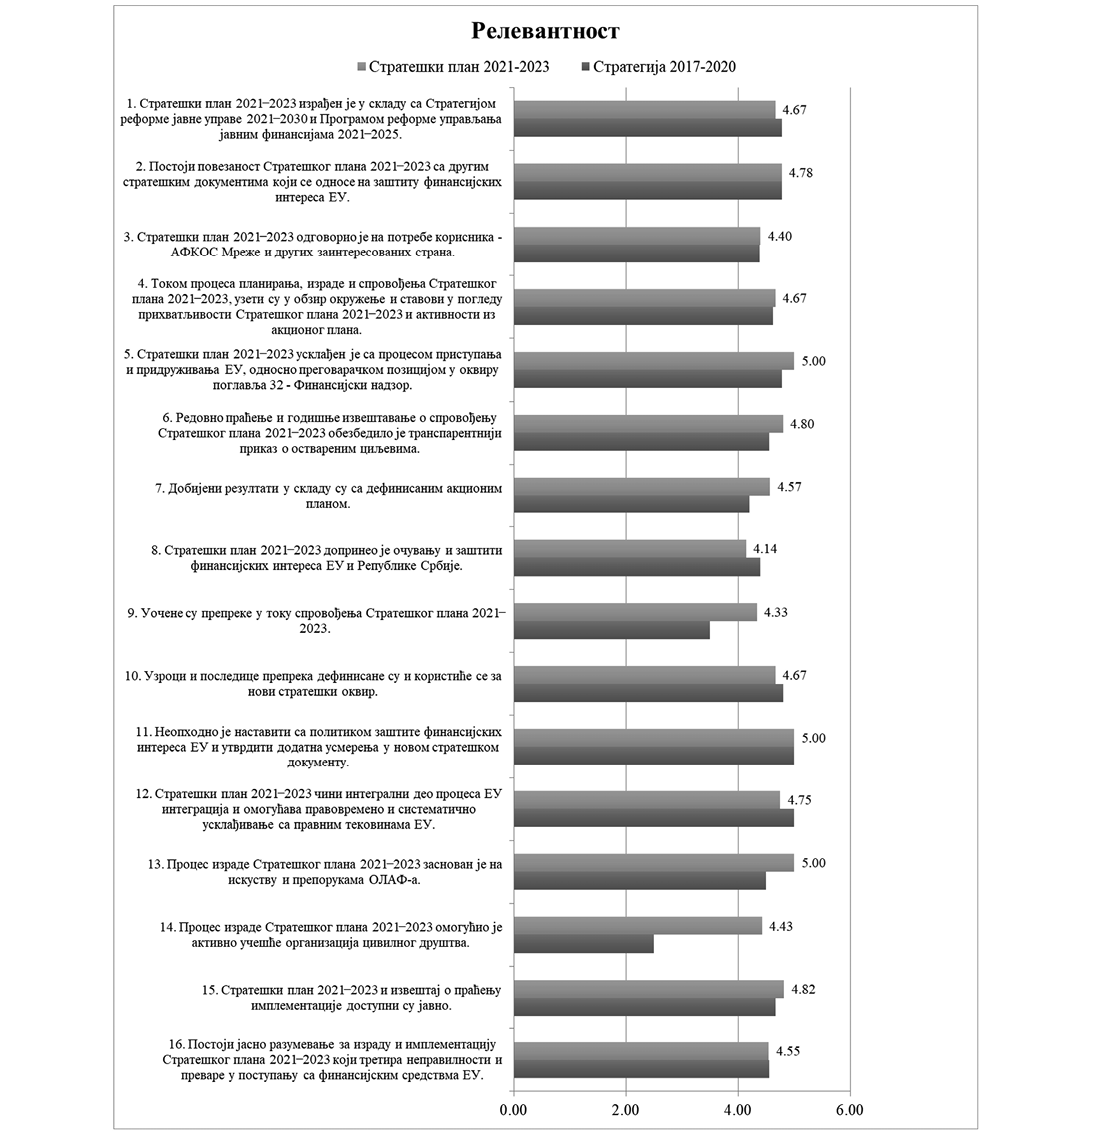 Релевантност
Стратешки план 2021-2023 Стратегија 2017-2020
1. Стратешки план 2021–2023 израђен је у складу са Стратегијом
реформе јавне управе 2021–2030 и Програмом реформе управљања
јавним финансијама 2021–2025.
4.67
2. Постоји повезаност Стратешког плана 2021–2023 са другим
стратешким документима који се односе на заштиту финансијских
интереса ЕУ.
4.78
3. Стратешки план 2021–2023 одговорио је на потребе корисника -
АФКОС Мреже и других заинтересованих страна.
4.40
4. Током процеса планирања, израде и спровођења Стратешког
плана 2021–2023, узети су у обзир окружење и ставови у погледу
прихватљивости Стратешког плана 2021–2023 и активности из
акционог плана.
4.67
5. Стратешки план 2021–2023 усклађен је са процесом приступања
и придруживања ЕУ, односно преговарачком позицијом у оквиру
поглавља 32 - Финансијски надзор.
5.00
6. Редовно праћење и годишње извештавање о спровођењу
Стратешког плана 2021–2023 обезбедило је транспарентнији
приказ о оствареним циљевима.
4.80
7. Добијени резултати у складу су са дефинисаним акционим
планом.
4.57
8. Стратешки план 2021–2023 допринео је очувању и заштити
финансијских интереса ЕУ и Републике Србије.
4.14
9. Уочене су препреке у току спровођења Стратешког плана 2021–
2023.
4.33
10. Узроци и последице препрека дефинисане су и користиће се за
нови стратешки оквир.
4.67
11. Неопходно је наставити са политиком заштите финансијских
интереса ЕУ и утврдити додатна усмерења у новом стратешком
документу.
5.00
12. Стратешки план 2021–2023 чини интегрални део процеса ЕУ
интеграција и омогућава правовремено и систематично
усклађивање са правним тековинама ЕУ.
4.75
13. Процес израде Стратешког плана 2021–2023 заснован је на
искуству и препорукама ОЛАФ-а.
5.00
14. Процес израде Стратешког плана 2021–2023 омогућио је
активно учешће организација цивилног друштва.
4.43
15. Стратешки план 2021–2023 и извештај о праћењу
имплементације доступни су јавно.
4.82
16. Постоји јасно разумевање за израду и имплементацију
Стратешког плана 2021–2023 који третира неправилности и
преваре у поступању са финансијским средствма ЕУ.
4.55
0.00 2.00 4.00 6.00